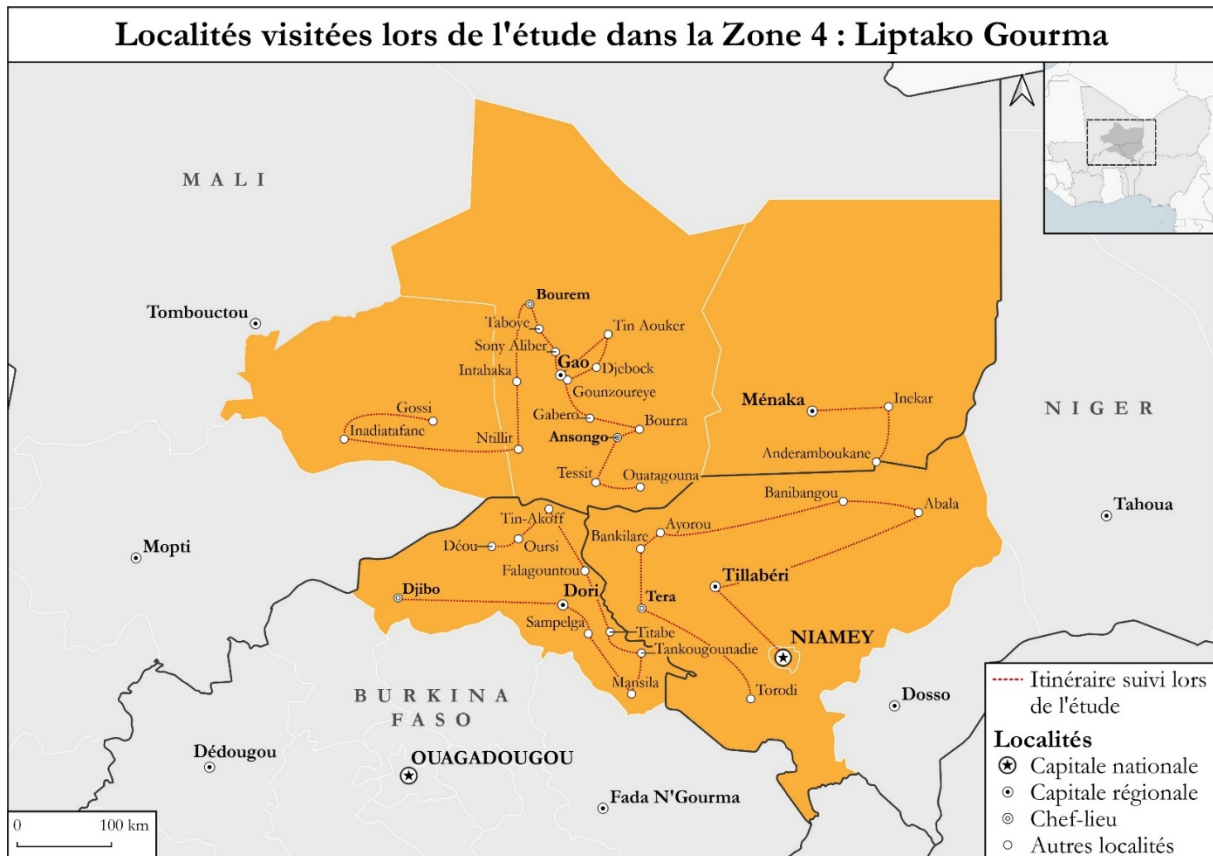 Localités visitées lors de l'étude dans la Zone 4 : Liptako Gourma
MALI
Tombouctou
Bourem
Taboye
Tin Aouker
Sony Aliber
Gao
Intahaka
Djebock
Gounzoureye
Gossi
Gabero
Bourra
Inadiatafane
Ntillit
Ansongo
Tessit
Ouatagouna
Ménaka
Inekar
Anderamboukane
NIGER
Banibangou
Abala
Tahoua
Tin-Akoff
Ayorou
Déou
Oursi
Bankilare
Mopti
Falagountou
Tillabéri
Djibo
Dori
Tera
Sampelga
Titabe
NIAMEY
Tankougounadie
Mansila
Torodi
Dosso
BURKINA
FASO
Dédougou
OUAGADOUGOU
Fada N'Gourma
0 100 km
Itinéraire suivi lors
de l'étude
Localités
Capitale nationale
Capitale régionale
Chef-lieu
Autres localités